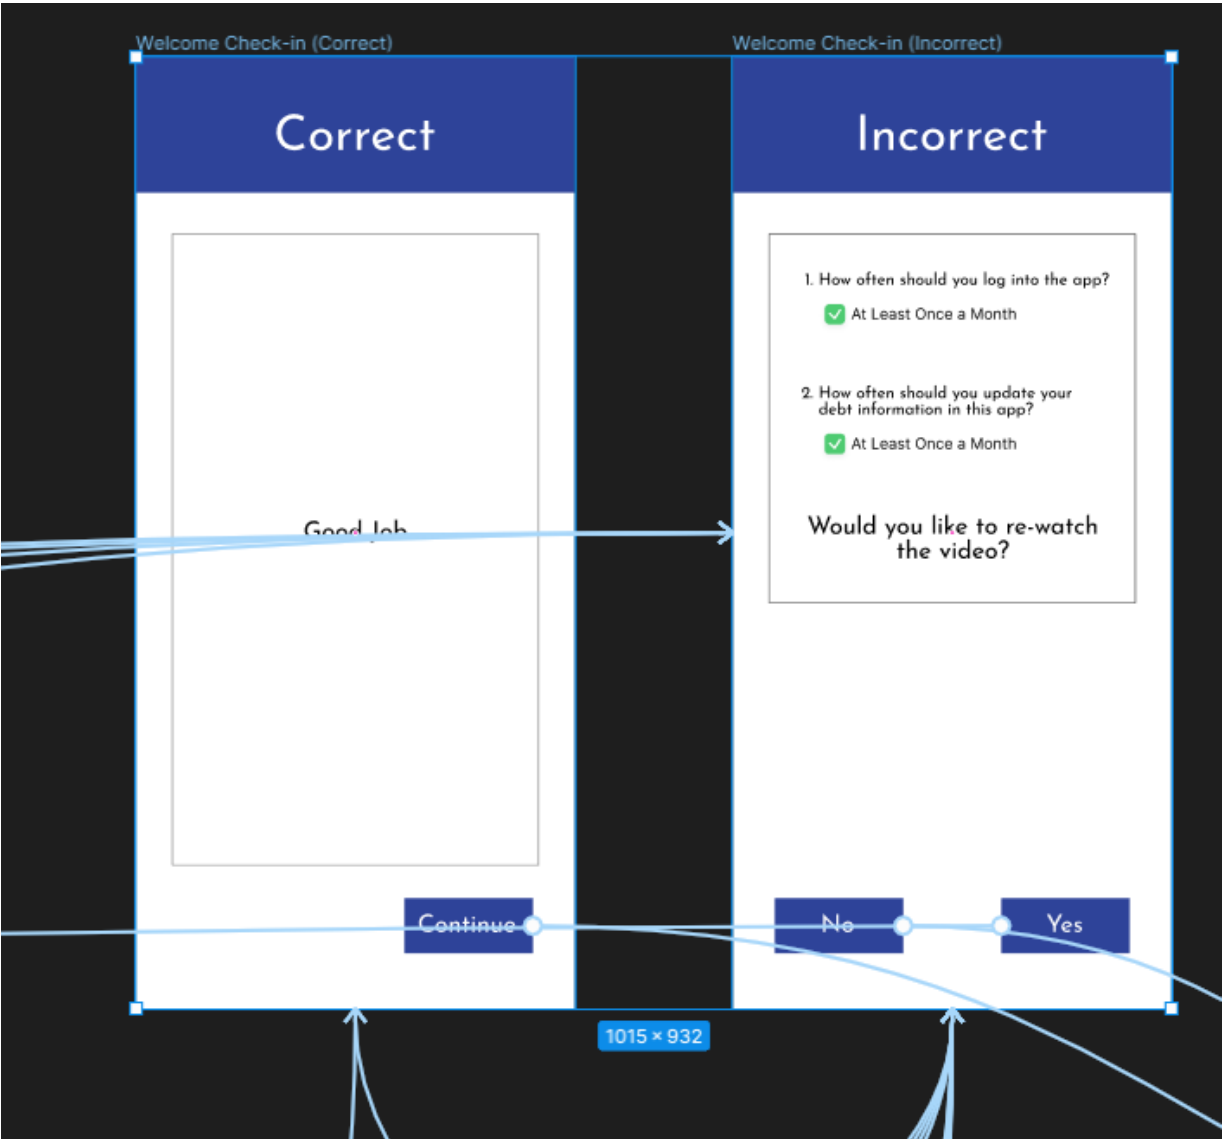 Welcome Check-in (Correct)
Correct
Good Job
Continue
Welcome Check-in (Incorrect)
Incorrect
1. How often should you log into the app?
At Least Once a Month
2. How often should you update your
debt information in this app?
At Least Once a Month
Would you like to re-watch
the video?
No
Yes
1015 × 932